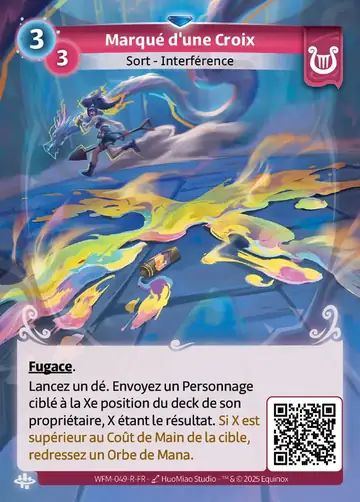 3
3
Marqué d'une Croix
Sort - Interférence
Fugace.
Lancez un dé. Envoyez un Personnage
ciblé à la Xe position du deck de son
propriétaire, X étant le résultat. Si X est
supérieur au Coût de Main de la cible,
redressez un Orbe de Mana.
WFM-049-R-FR - HuoMiao Studio - ™ & © 2025 Equinox